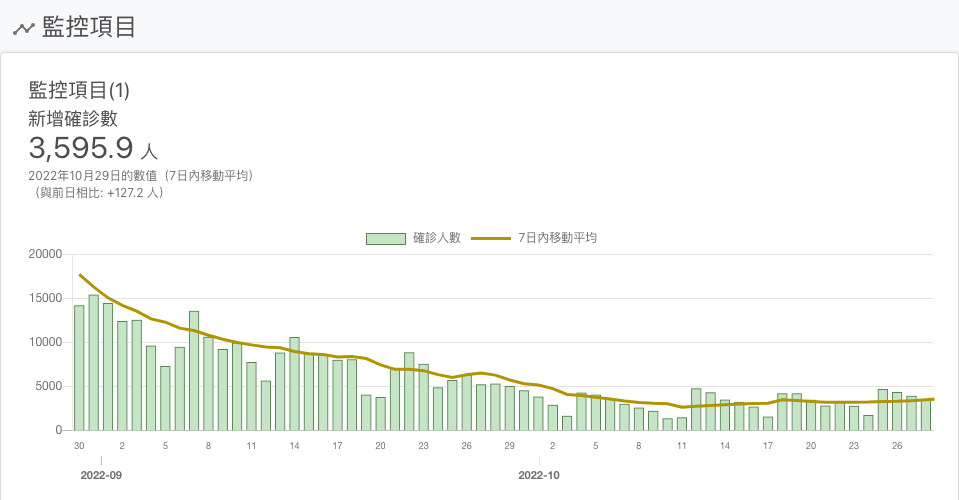 監控項目
監控項目(1)
新增確診數
3,595.9 人
2022年10月29日的數值（7日內移動平均）
（與前日相比: +127.2 人）
確診人數 7日內移動平均
20000
15000
10000
5000
0
30 2 5 8 11 14 17 20 23 26 29 2 5 8 11 14 17 20 23 26
2022-09 2022-10